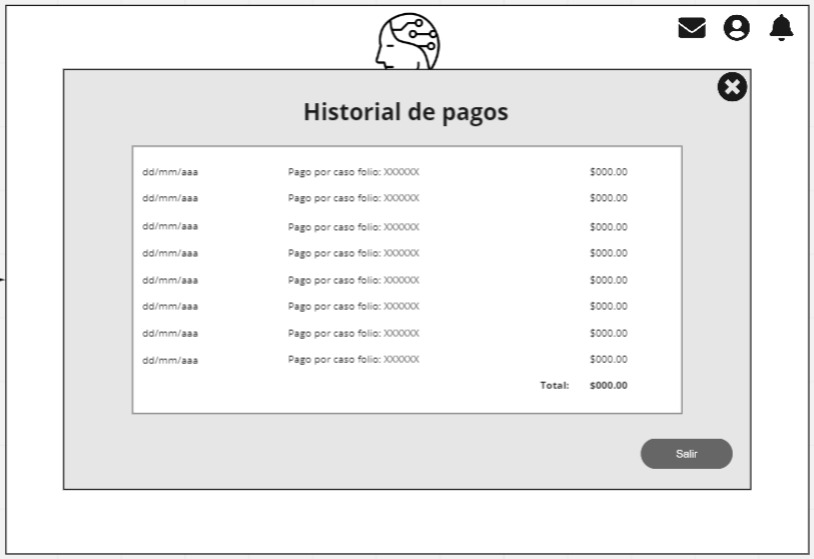 Historial de pagos
dd/mm/aaa Pago por caso folio: XXXXXX $000.00
dd/mm/aaa Pago por caso folio: XXXXXX $000.00
dd/mm/aaa Pago por caso folio: XXXXXX $000.00
dd/mm/aaa Pago por caso folio: XXXXXX $000.00
dd/mm/aaa Pago por caso folio: XXXXXX $000.00
dd/mm/aaa Pago por caso folio: XXXXXX $000.00
dd/mm/aaa Pago por caso folio: XXXXXX $000.00
dd/mm/aaa Pago por caso folio: XXXXXX $000.00
Total: $000.00
Salir